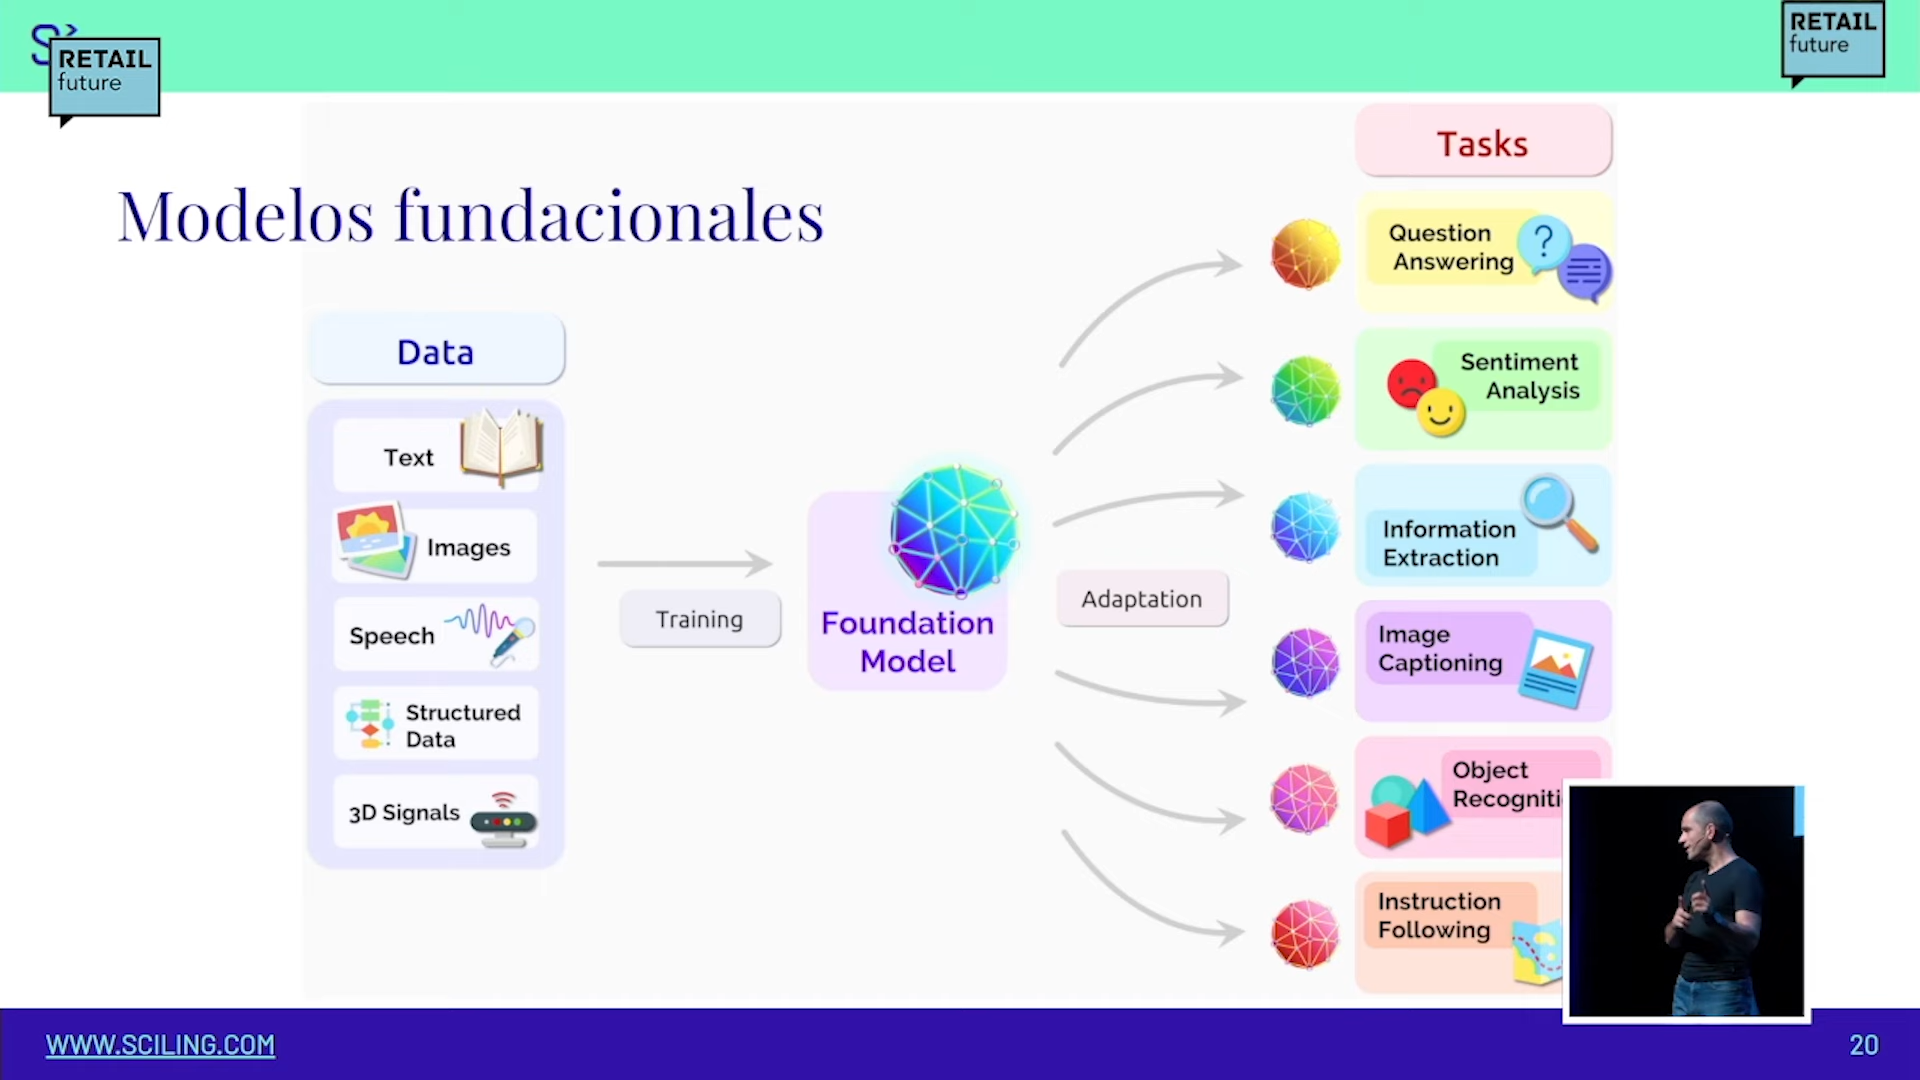 RETAIL
future
RETAIL
future
Modelos fundacionales
Data
Text
Images
Speech
Structured
Data
3D Signals
Training
Foundation
Model
Adaptation
Tasks
Question
Answering
?
Sentiment
Analysis
Information
Extraction
Image
Captioning
Object
Recogniti
Instruction
Following
WWW.SCILING.COM
20